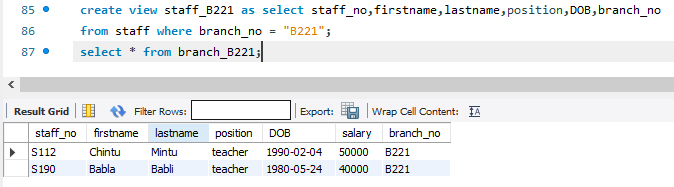 85 create view staff_B221 as select staff_no,firstname,lastname,position,DOB,branch_no
86 from staff where branch_no = "B221";
87 select * from branch_B221;
Result Grid Filter Rows: Export: Wrap Cell Content: IA
staff_no firstname lastname position DOB salary branch_no
S112 Chintu Mintu teacher 1990-02-04 50000 B221
S190 Babla Babli teacher 1980-05-24 40000 B221